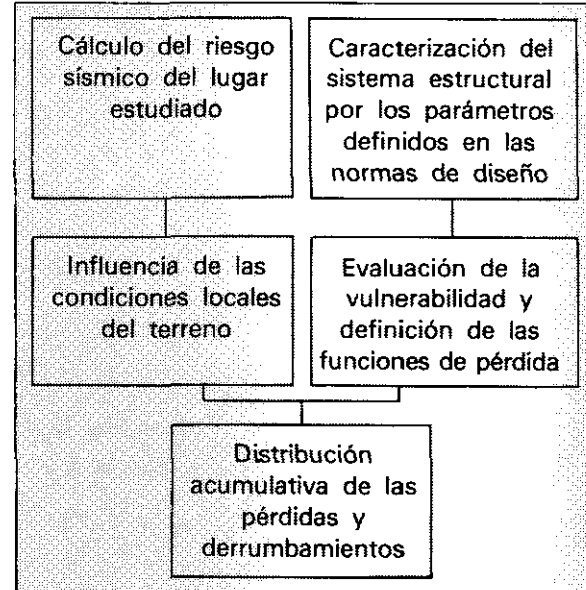 Cálculo del riesgo
sísmico del lugar
estudiado
Caracterización del
sistema estructural
por los parámetros
definidos en las
normas de diseño
Influencia de las
condiciones locales
del terreno
Evaluación de la
vulnerabilidad y
definición de las
funciones de pérdida
Distribución
acumulativa de las
pérdidas y
derrumbamientos